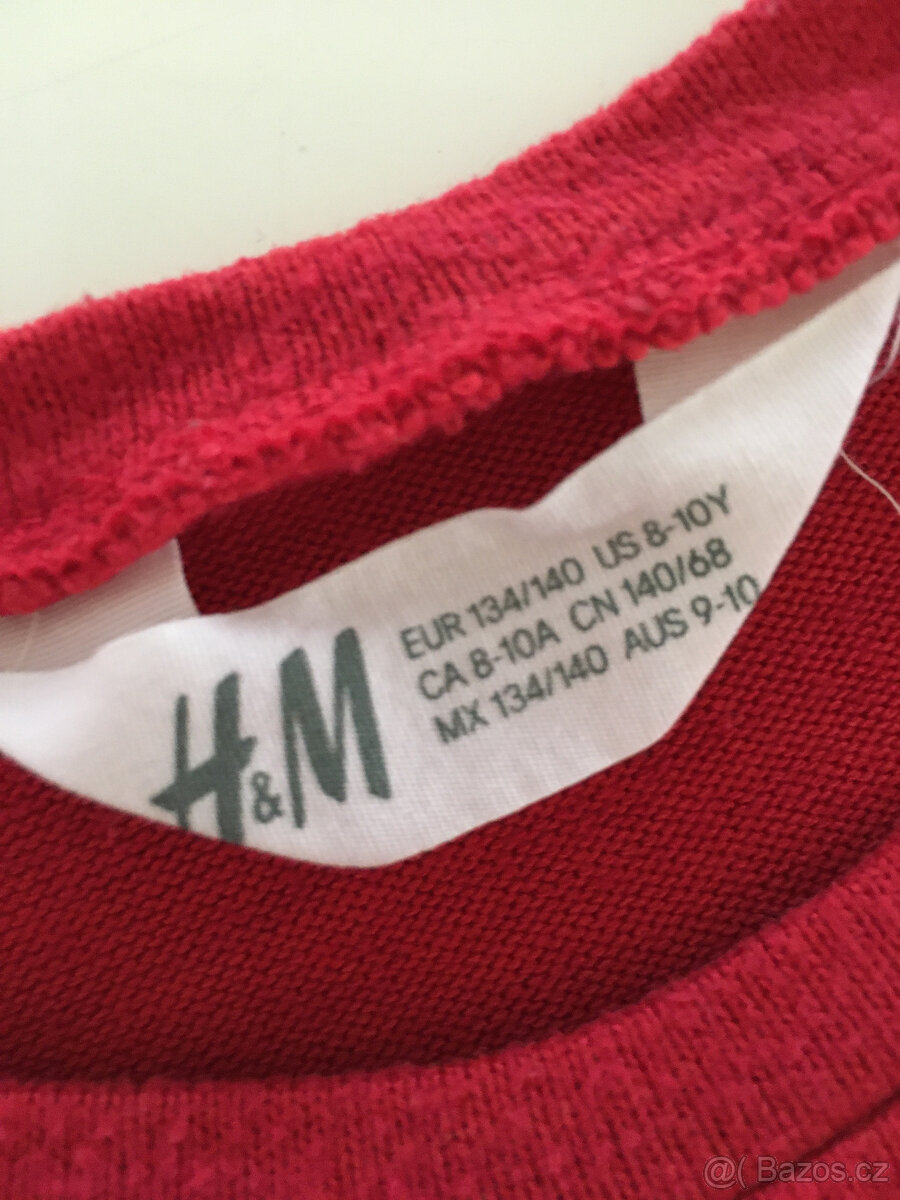 H&M
EUR 134/140 US 8-10Y
CA 8-10A CN 140/68
MX 134/140 AUS 9-10
@( Bazos.cz